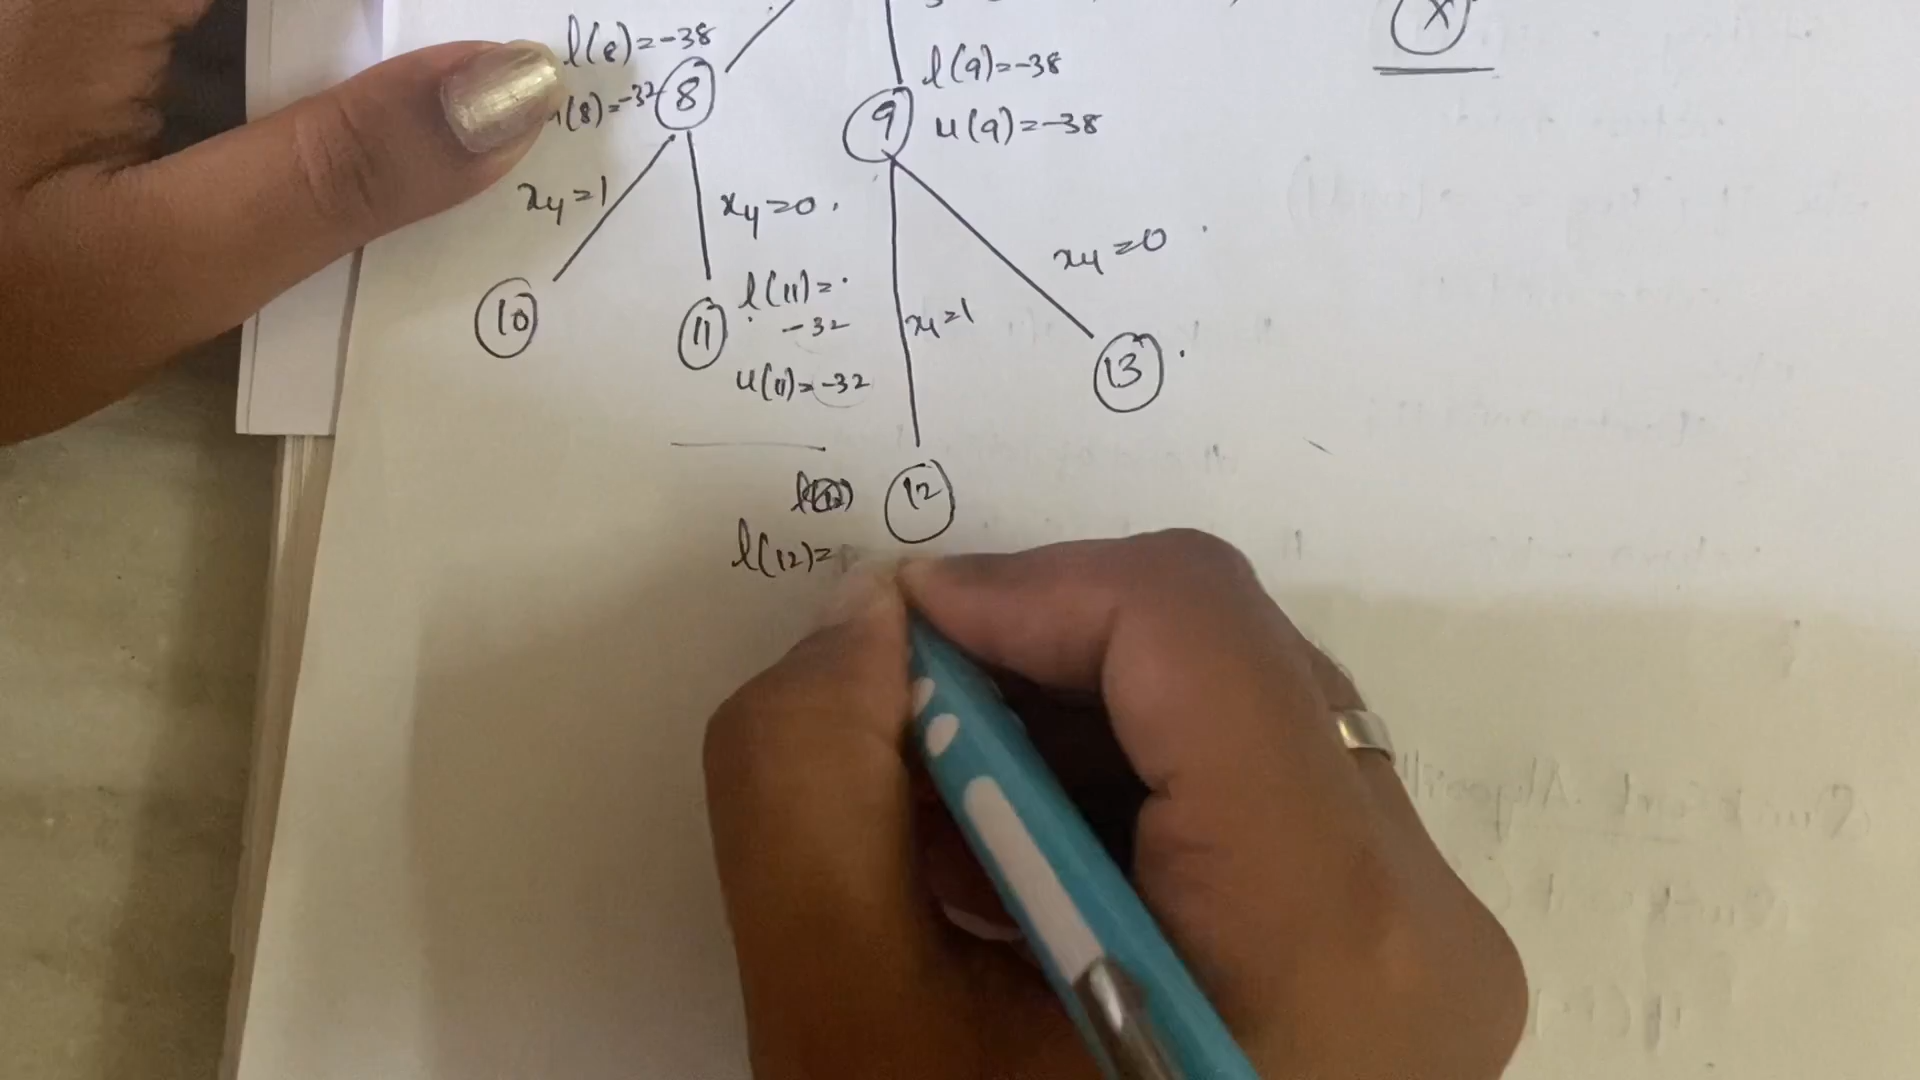 l(8)=-38
u(8)=-32
8
x4=1
x4=0
10
11
l(11)=
-32
u(11)=-32
9
l(9)=-38
u(9)=-38
x4=1
x4=0
13
12
l(12)=
X